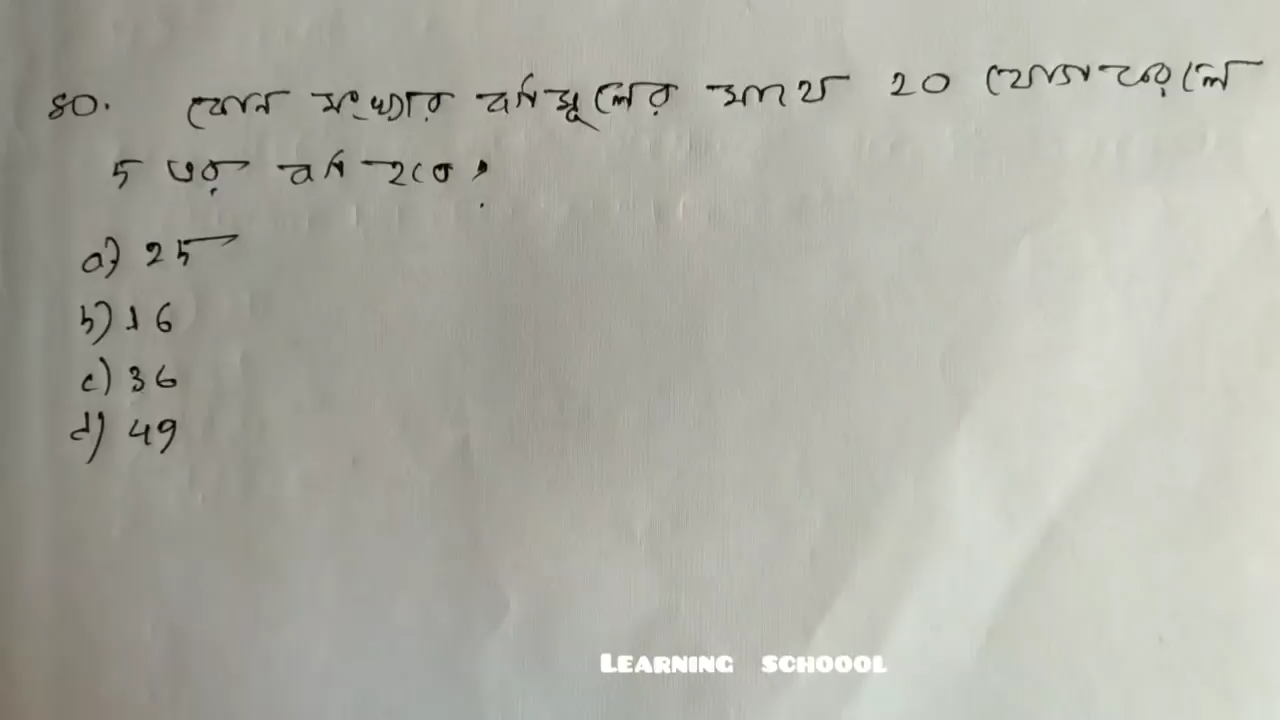 ৪০. কোন সংখ্যার বর্গমূলের সাথে 20 যোগ করলে
5 এর বর্গ হবে?
a) 25
b) 16
c) 36
d) 49
LEARNING SCHOOOL